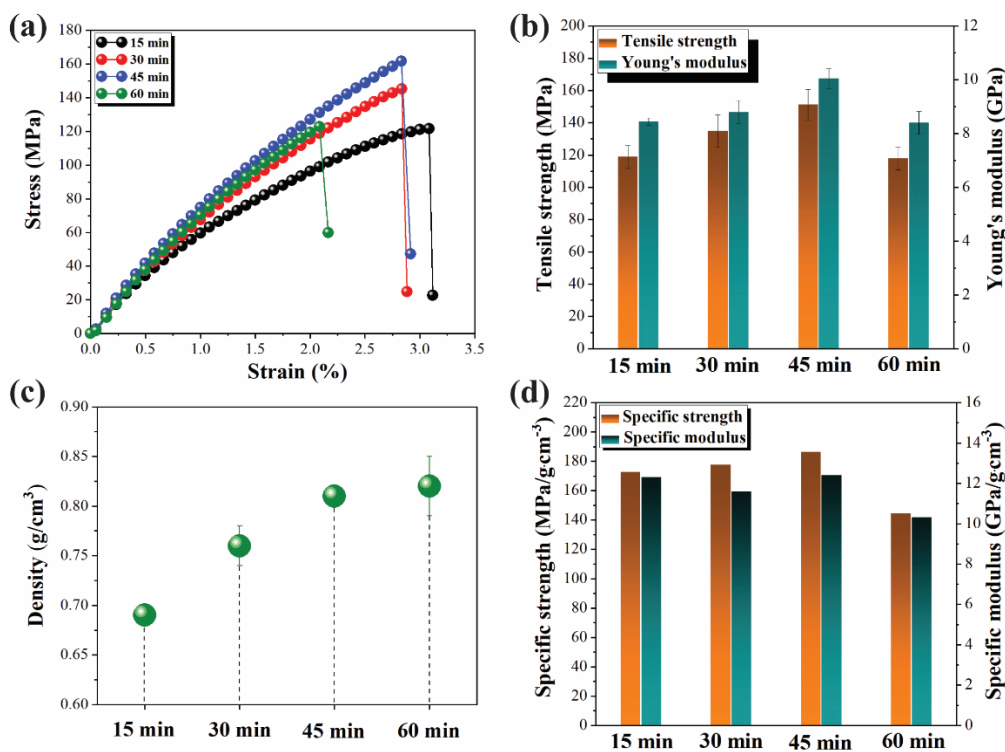 (a)
180
160
140
120
100
80
60
40
20
0
Stress (MPa)
15 min
30 min
45 min
60 min
0.0 0.5 1.0 1.5 2.0 2.5 3.0 3.5
Strain (%)
(b)
200
180
160
140
120
100
80
60
40
20
0
Tensile strength (MPa)
Tensile strength
Young's modulus
12
10
8
6
4
2
0
Young's modulus (GPa)
15 min 30 min 45 min 60 min
(c)
0.90
0.85
0.80
0.75
0.70
0.65
0.60
Density (g/cm³)
15 min 30 min 45 min 60 min
(d)
220
200
180
160
140
120
100
80
60
40
20
0
Specific strength (MPa/g·cm⁻³)
Specific strength
Specific modulus
16
14
12
10
8
6
4
2
0
Specific modulus (GPa/g·cm⁻³)
15 min 30 min 45 min 60 min